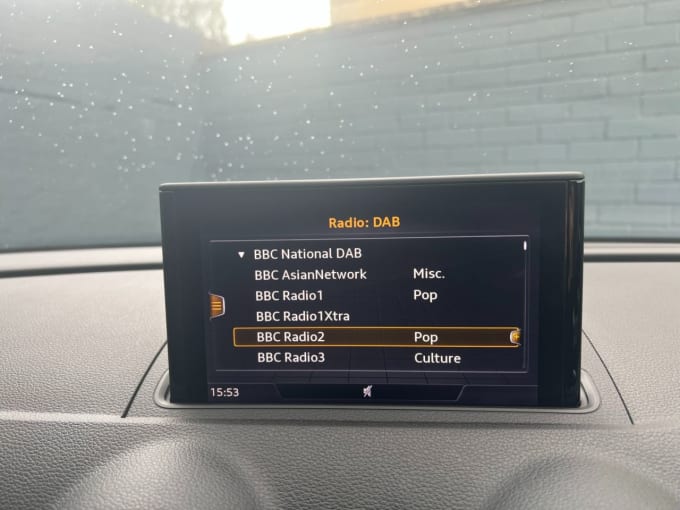 Radio: DAB
BBC National DAB
BBC AsianNetwork Misc.
BBC Radio1 Pop
BBC Radio1Xtra
BBC Radio2 Pop
BBC Radio3 Culture
15:53